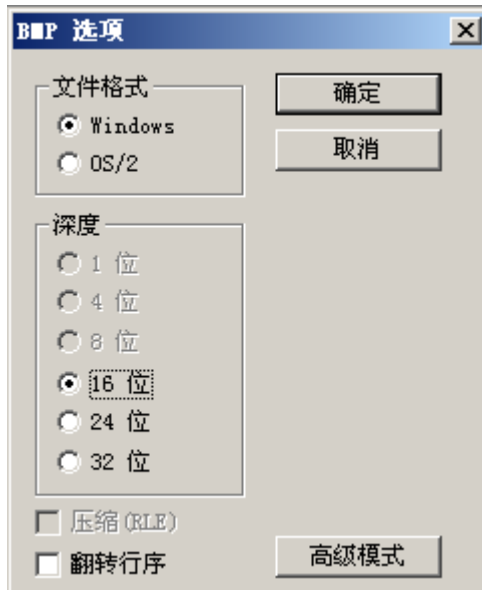 BMP 选项
文件格式
Windows
OS/2
确定
取消
深度
1 位
4 位
8 位
16 位
24 位
32 位
压缩(RLE)
翻转行序
高级模式